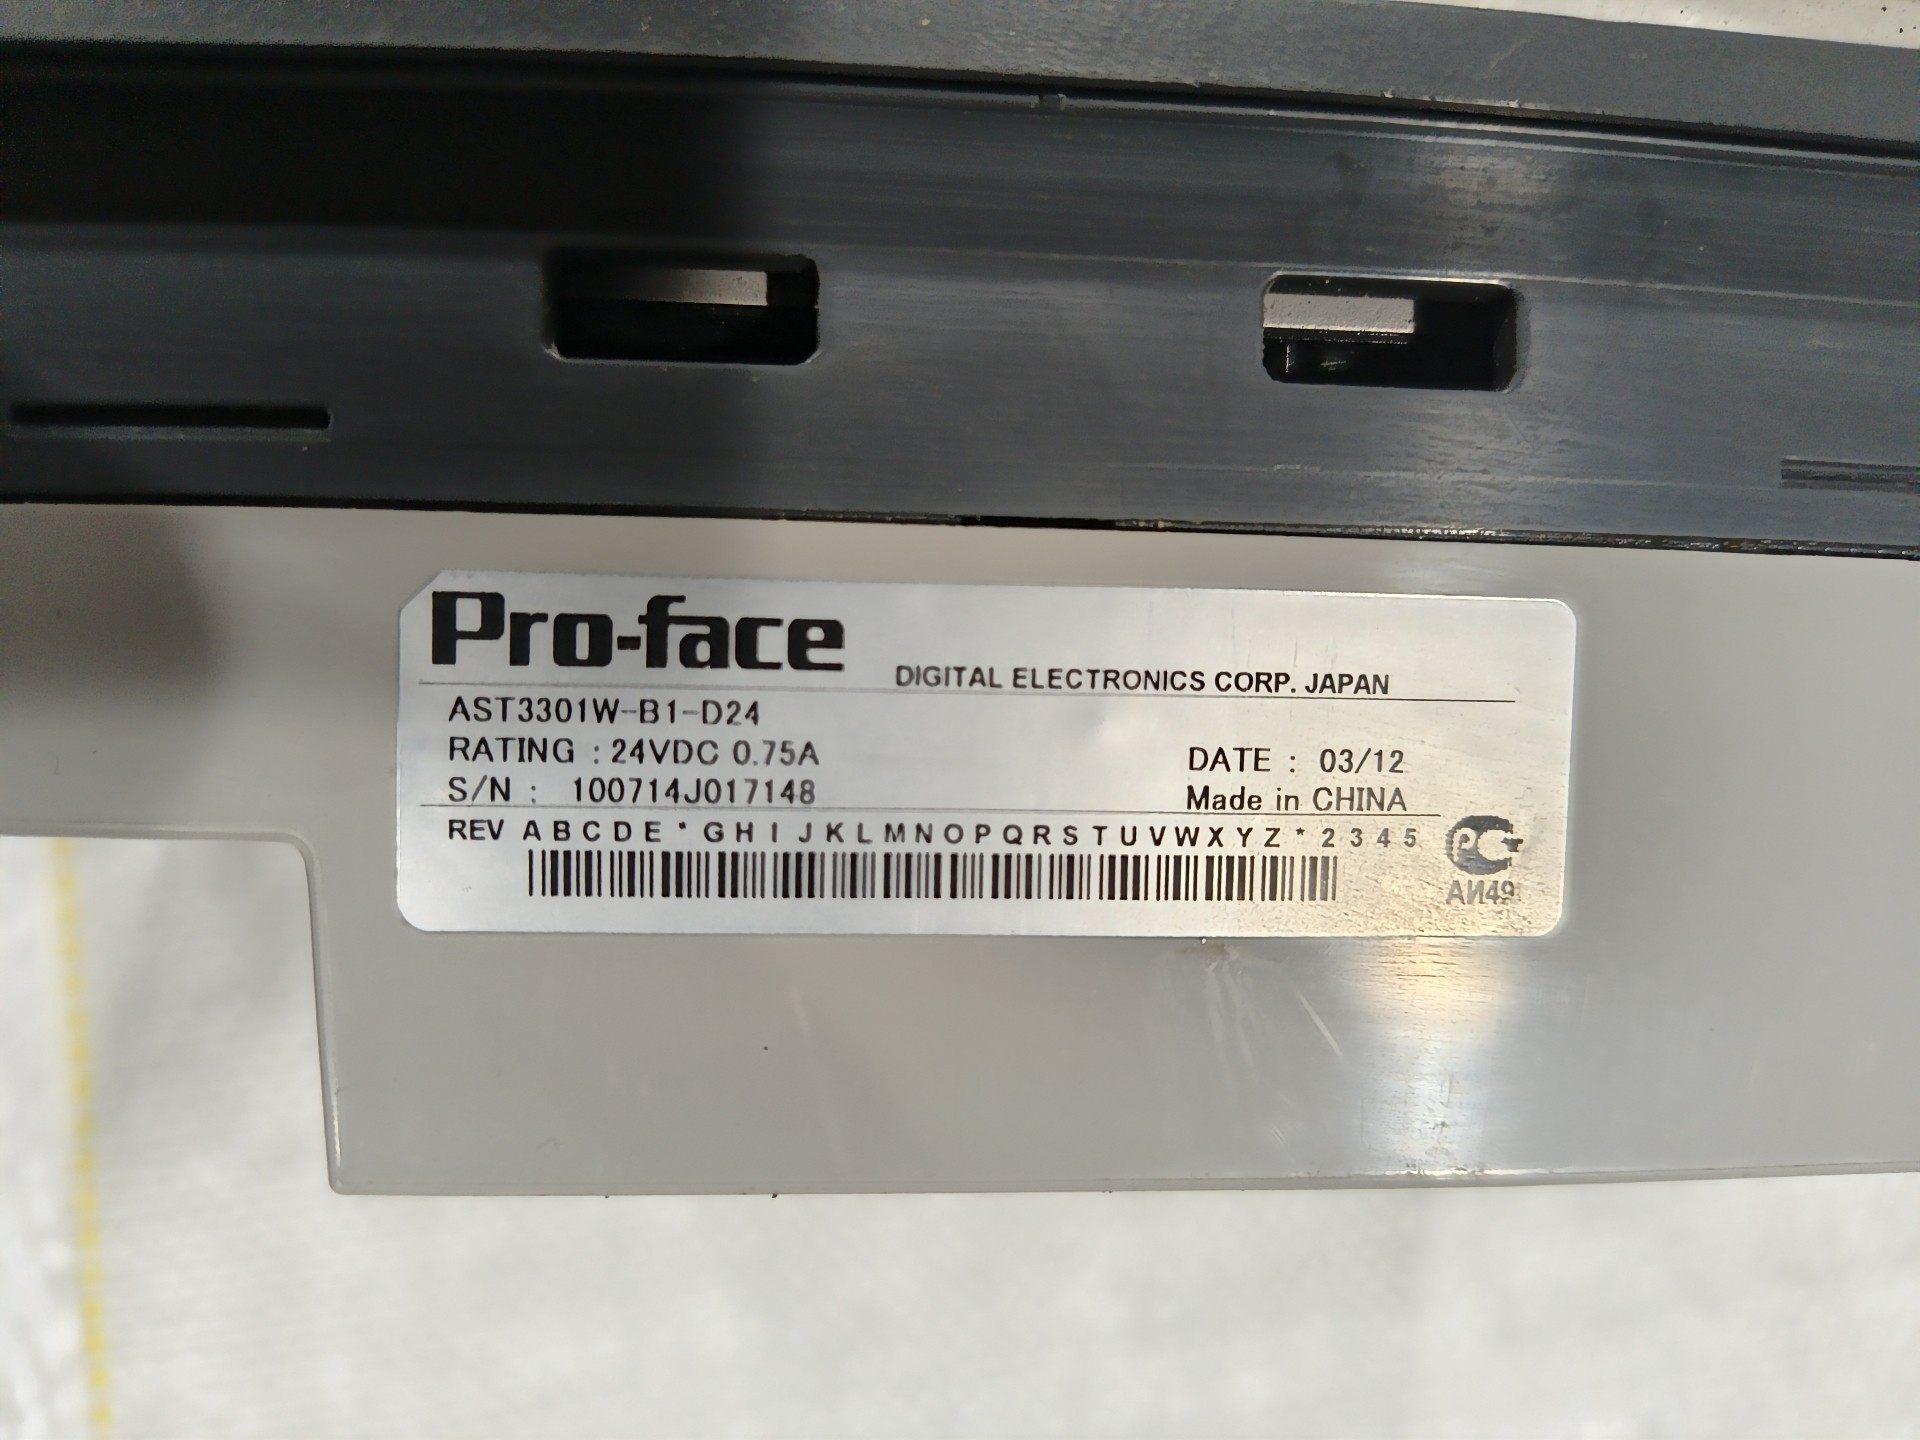 Pro-face
DIGITAL ELECTRONICS CORP. JAPAN
AST3301W-B1-D24
RATING : 24VDC 0.75A
DATE : 03/12
S/N : 100714J017148
Made in CHINA
REV A B C D E * G H I J K L M N O P Q R S T U V W X Y Z * 2 3 4 5
РС
АИ49